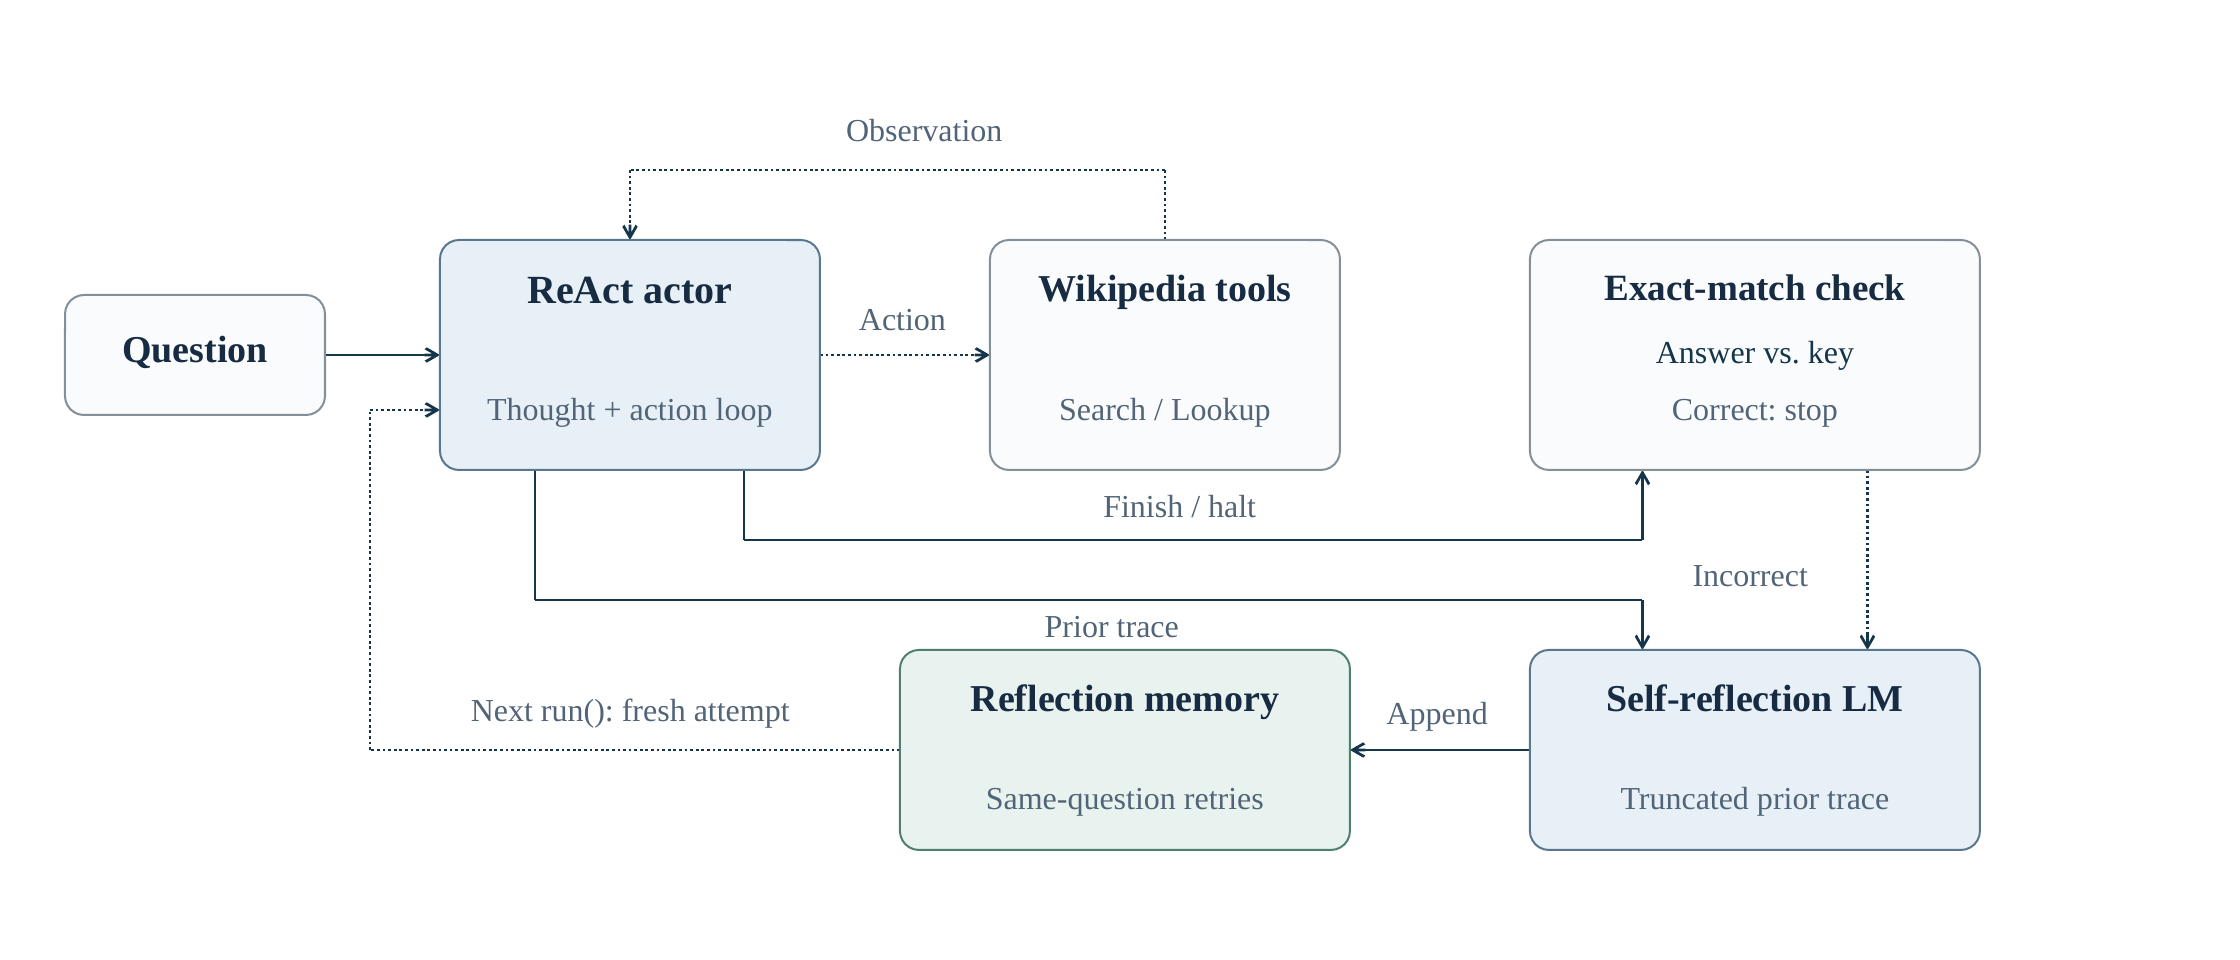 Observation
Question
ReAct actor
Thought + action loop
Action
Wikipedia tools
Search / Lookup
Exact-match check
Answer vs. key
Correct: stop
Finish / halt
Incorrect
Prior trace
Next run(): fresh attempt
Reflection memory
Same-question retries
Append
Self-reflection LM
Truncated prior trace